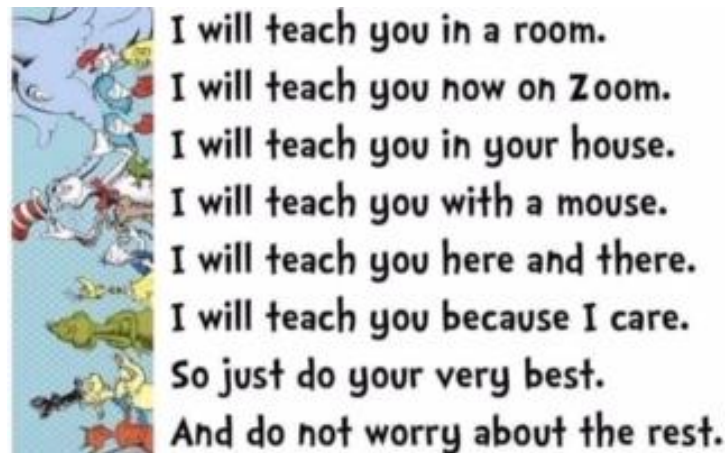 I will teach you in a room.
I will teach you now on Zoom.
I will teach you in your house.
I will teach you with a mouse.
I will teach you here and there.
I will teach you because I care.
So just do your very best.
And do not worry about the rest.